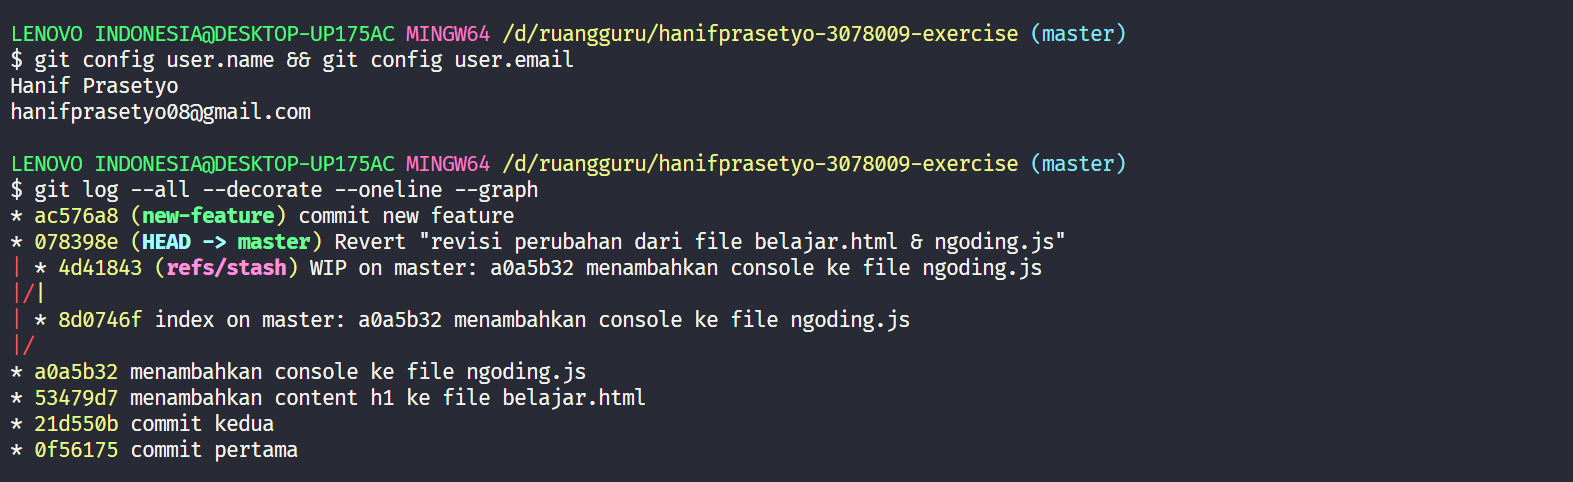 LENOVO INDONESIA@DESKTOP-UP175AC MINGW64 /d/ruangguru/hanifprasetyo-3078009-exercise (master)
$ git config user.name && git config user.email
Hanif Prasetyo
hanifprasetyo08@gmail.com
LENOVO INDONESIA@DESKTOP-UP175AC MINGW64 /d/ruangguru/hanifprasetyo-3078009-exercise (master)
$ git log --all --decorate --oneline --graph
* ac576a8 (new-feature) commit new feature
* 078398e (HEAD -> master) Revert "revisi perubahan dari file belajar.html & ngoding.js"
| * 4d41843 (refs/stash) WIP on master: a0a5b32 menambahkan console ke file ngoding.js
|/|
| * 8d0746f index on master: a0a5b32 menambahkan console ke file ngoding.js
|/
* a0a5b32 menambahkan console ke file ngoding.js
* 53479d7 menambahkan content h1 ke file belajar.html
* 21d550b commit kedua
* 0f56175 commit pertama